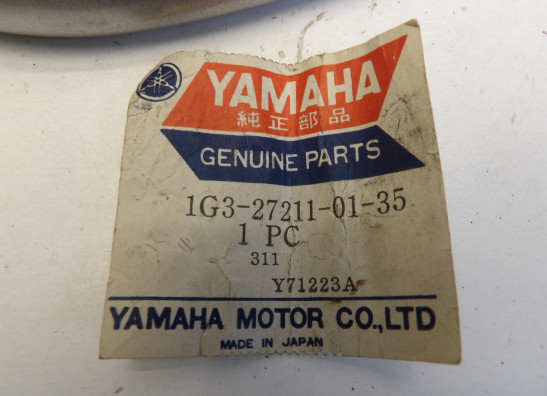 YAMAHA
純正部品
GENUINE PARTS
1G3-27211-01-35
1 PC
311
Y71223A
YAMAHA MOTOR CO.,LTD
MADE IN JAPAN